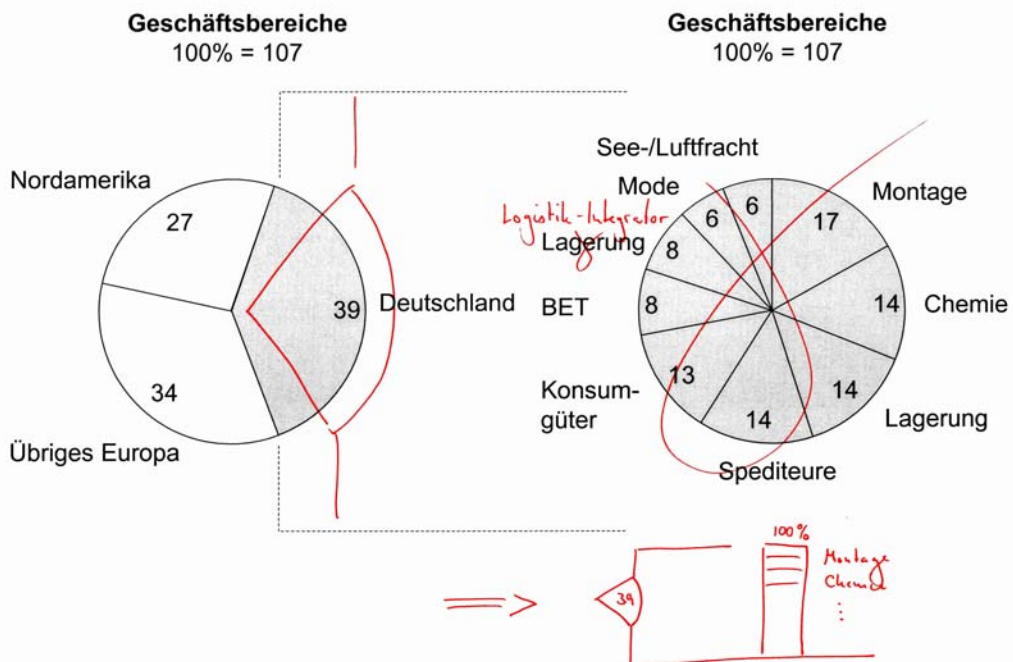 Geschäftsbereiche
100% = 107
Nordamerika
27
39
Deutschland
34
Übriges Europa
Geschäftsbereiche
100% = 107
See-/Luftfracht
Mode
Logistik-Integrator
Lagerung
BET
Konsum-
güter
Montage
Chemie
Lagerung
Spediteure
6
6
17
8
14
8
13
14
14
100%
Montage
Chemie
⋮
39